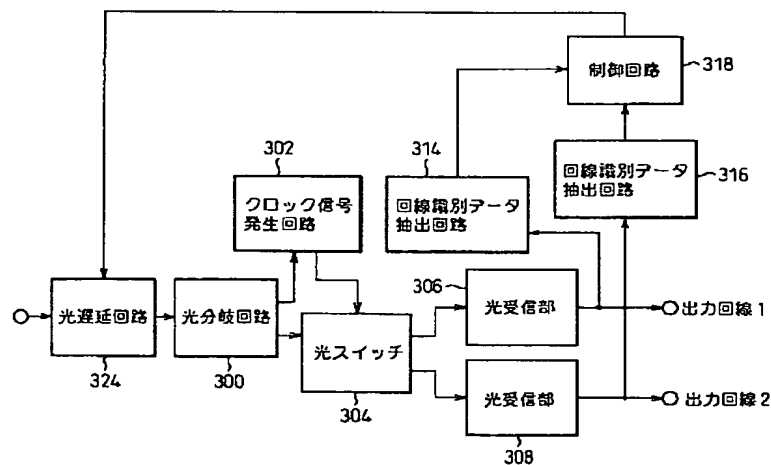 制御回路
318
302
314
回線識別データ
抽出回路
316
クロック信号
発生回路
回線識別データ
抽出回路
306
光遅延回路
光分岐回路
光スイッチ
光受信部
出力回線1
324
300
304
光受信部
出力回線2
308